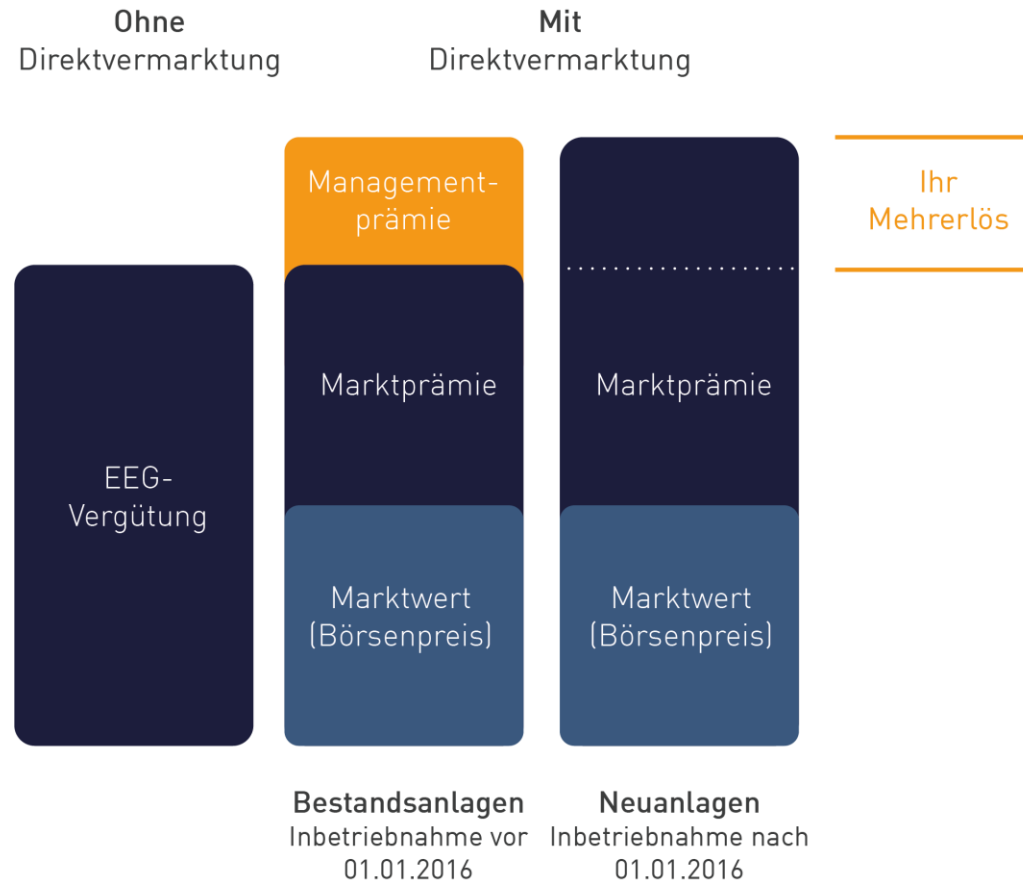 Ohne
Direktvermarktung
Mit
Direktvermarktung
Management-
prämie
Marktprämie
Marktprämie
Ihr
Mehrerlös
EEG-
Vergütung
Marktwert
(Börsenpreis)
Marktwert
(Börsenpreis)
Bestandsanlagen
Inbetriebnahme vor
01.01.2016
Neuanlagen
Inbetriebnahme nach
01.01.2016